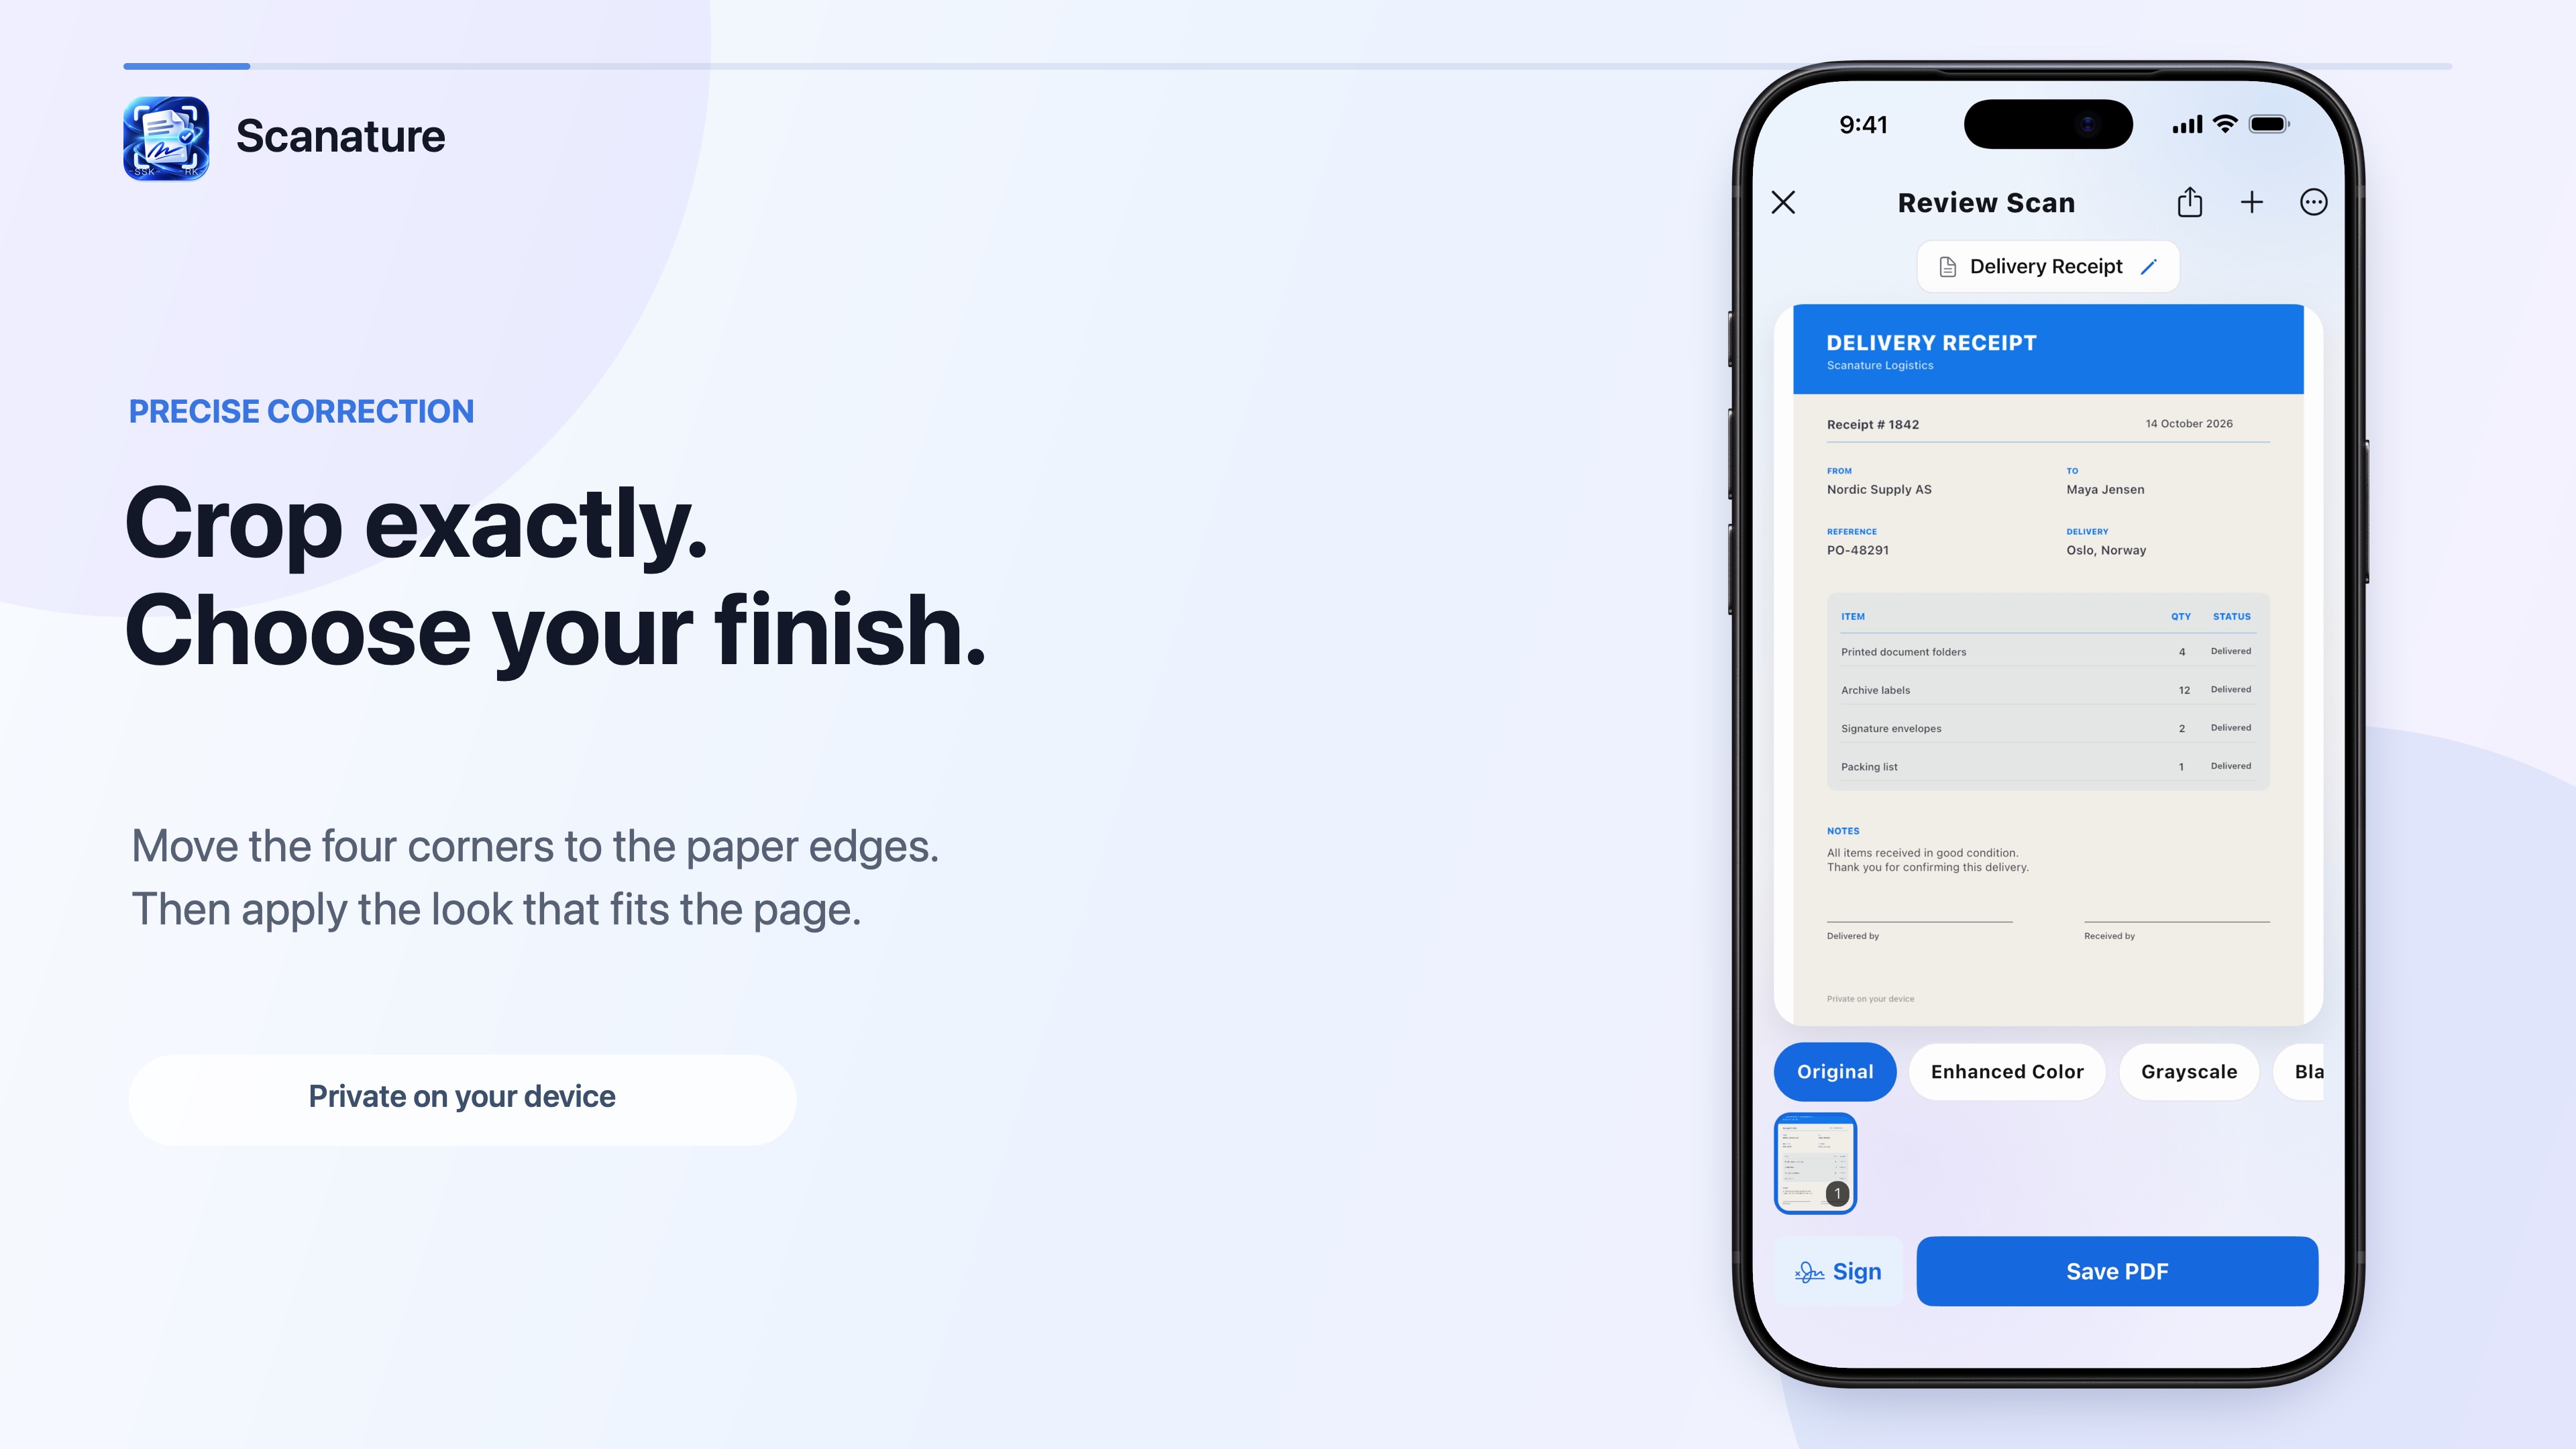 Scanature
SSK RK
PRECISE CORRECTION
Crop exactly.
Choose your finish.
Move the four corners to the paper edges.
Then apply the look that fits the page.
Private on your device
9:41
Review Scan
Delivery Receipt
DELIVERY RECEIPT
Scanature Logistics
Receipt # 1842 14 October 2026
FROM TO
Nordic Supply AS Maya Jensen
REFERENCE DELIVERY
PO-48291 Oslo, Norway
ITEM QTY STATUS
Printed document folders 4 Delivered
Archive labels 12 Delivered
Signature envelopes 2 Delivered
Packing list 1 Delivered
NOTES
All items received in good condition.
Thank you for confirming this delivery.
Delivered by Received by
Private on your device
Original Enhanced Color Grayscale Bla
1
Sign Save PDF